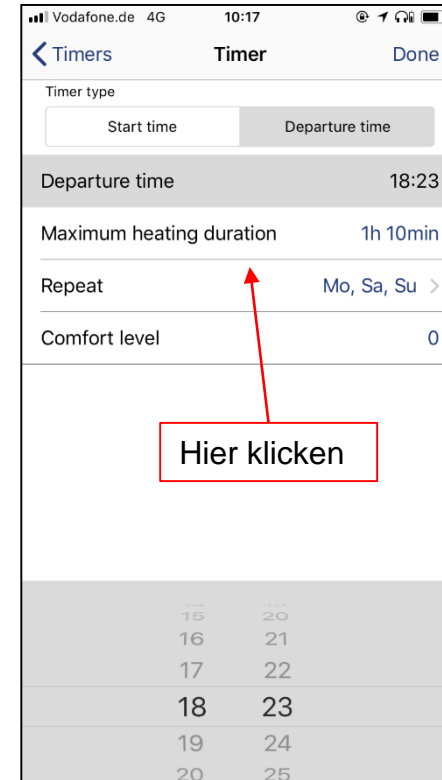 Vodafone.de 4G 10:17
Timers Timer Done
Timer type
Start time Departure time
Departure time 18:23
Maximum heating duration 1h 10min
Repeat Mo, Sa, Su
Comfort level 0
Hier klicken
15 20
16 21
17 22
18 23
19 24
20 25